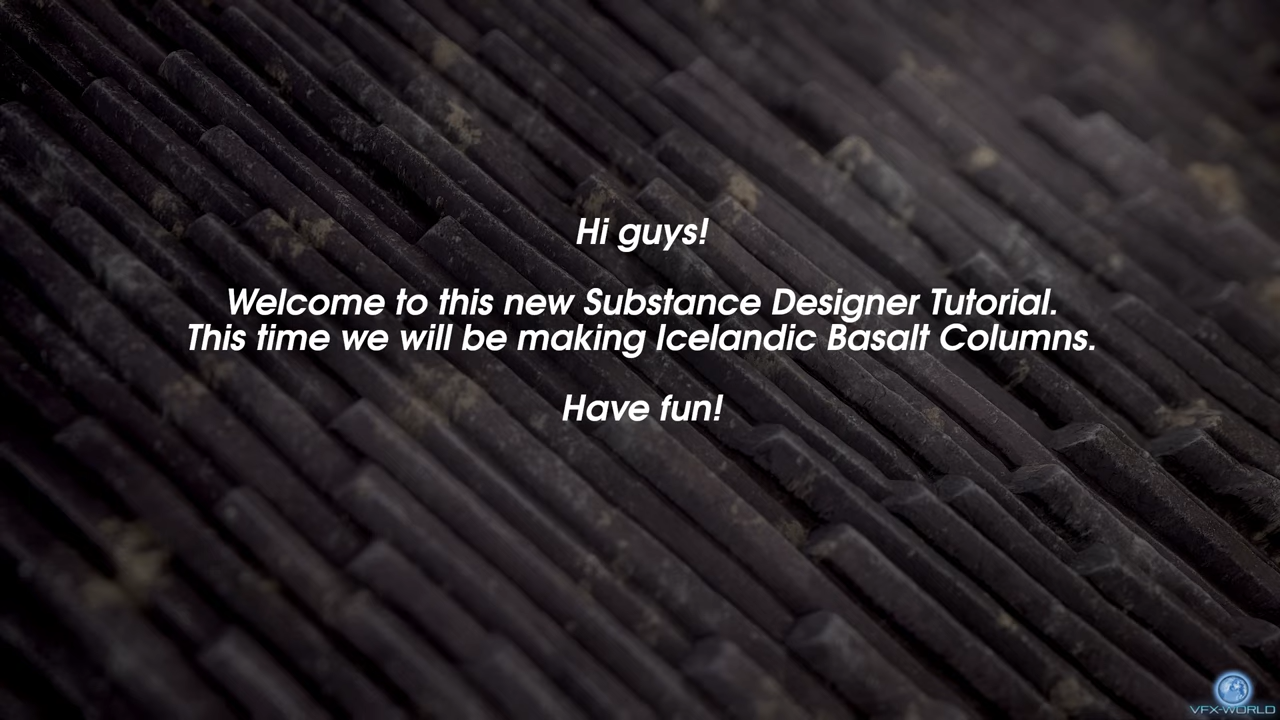 Hi guys!
Welcome to this new Substance Designer Tutorial.
This time we will be making Icelandic Basalt Columns.
Have fun!
VFX-WORLD